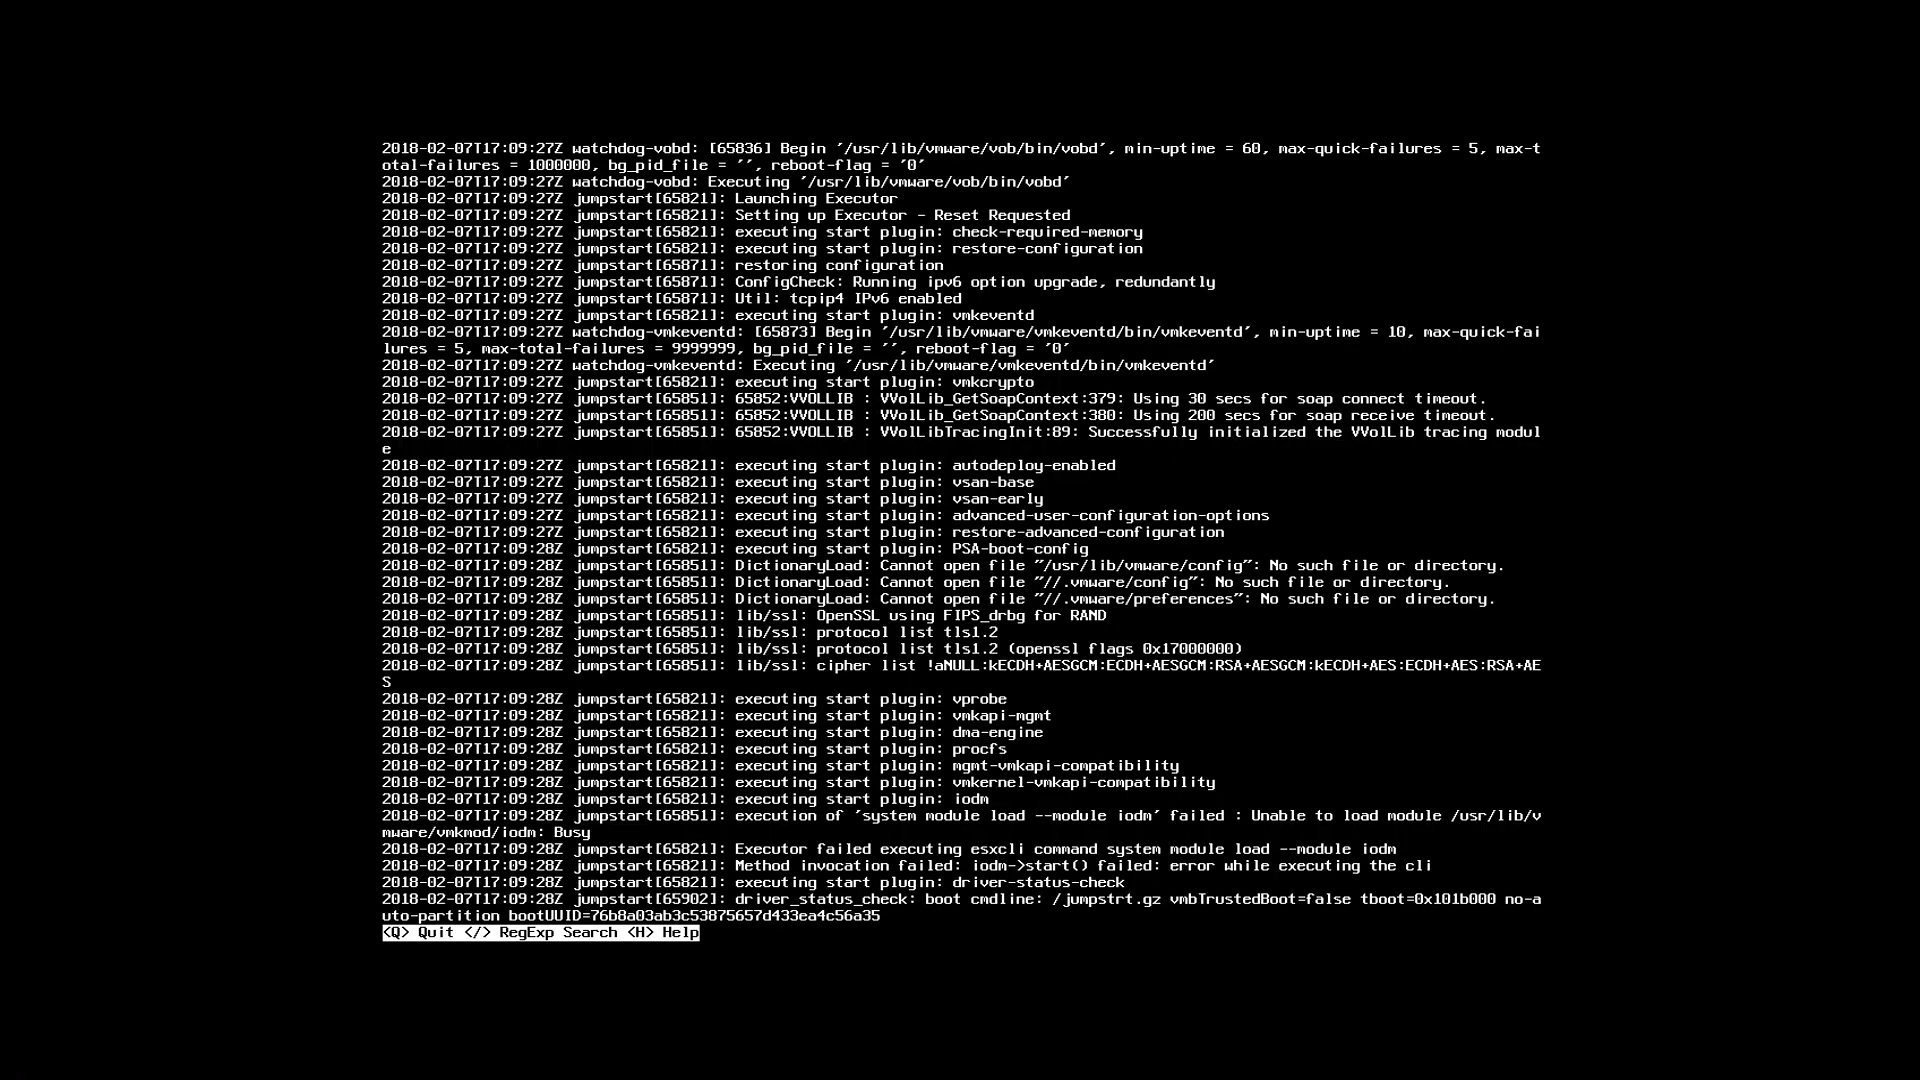 2018-02-07T17:09:27Z watchdog-vobd: [65836] Begin '/usr/lib/vmware/vob/bin/vobd', min-uptime = 60, max-quick-failures = 5, max-t
otal-failures = 1000000, bg_pid_file = '', reboot-flag = '0'
2018-02-07T17:09:27Z watchdog-vobd: Executing '/usr/lib/vmware/vob/bin/vobd'
2018-02-07T17:09:27Z jumpstart[65821]: Launching Executor
2018-02-07T17:09:27Z jumpstart[65821]: Setting up Executor - Reset Requested
2018-02-07T17:09:27Z jumpstart[65821]: executing start plugin: check-required-memory
2018-02-07T17:09:27Z jumpstart[65821]: executing start plugin: restore-configuration
2018-02-07T17:09:27Z jumpstart[65871]: restoring configuration
2018-02-07T17:09:27Z jumpstart[65871]: ConfigCheck: Running ipv6 option upgrade, redundantly
2018-02-07T17:09:27Z jumpstart[65871]: Util: tcpip4 IPv6 enabled
2018-02-07T17:09:27Z jumpstart[65821]: executing start plugin: vmkeventd
2018-02-07T17:09:27Z watchdog-vmkeventd: [65873] Begin '/usr/lib/vmware/vmkeventd/bin/vmkeventd', min-uptime = 10, max-quick-fai
lures = 5, max-total-failures = 9999999, bg_pid_file = '', reboot-flag = '0'
2018-02-07T17:09:27Z watchdog-vmkeventd: Executing '/usr/lib/vmware/vmkeventd/bin/vmkeventd'
2018-02-07T17:09:27Z jumpstart[65821]: executing start plugin: vmkcrypto
2018-02-07T17:09:27Z jumpstart[65851]: 65852:VVOLLIB : VVolLib_GetSoapContext:379: Using 30 secs for soap connect timeout.
2018-02-07T17:09:27Z jumpstart[65851]: 65852:VVOLLIB : VVolLib_GetSoapContext:380: Using 200 secs for soap receive timeout.
2018-02-07T17:09:27Z jumpstart[65851]: 65852:VVOLLIB : VVolLibTracingInit:89: Successfully initialized the VVolLib tracing modul
e
2018-02-07T17:09:27Z jumpstart[65821]: executing start plugin: autodeploy-enabled
2018-02-07T17:09:27Z jumpstart[65821]: executing start plugin: vsan-base
2018-02-07T17:09:27Z jumpstart[65821]: executing start plugin: vsan-early
2018-02-07T17:09:27Z jumpstart[65821]: executing start plugin: advanced-user-configuration-options
2018-02-07T17:09:27Z jumpstart[65821]: executing start plugin: restore-advanced-configuration
2018-02-07T17:09:28Z jumpstart[65821]: executing start plugin: PSA-boot-config
2018-02-07T17:09:28Z jumpstart[65851]: DictionaryLoad: Cannot open file "/usr/lib/vmware/config": No such file or directory.
2018-02-07T17:09:28Z jumpstart[65851]: DictionaryLoad: Cannot open file "//.vmware/config": No such file or directory.
2018-02-07T17:09:28Z jumpstart[65851]: DictionaryLoad: Cannot open file "//.vmware/preferences": No such file or directory.
2018-02-07T17:09:28Z jumpstart[65851]: lib/ssl: OpenSSL using FIPS_drbg for RAND
2018-02-07T17:09:28Z jumpstart[65851]: lib/ssl: protocol list tls1.2
2018-02-07T17:09:28Z jumpstart[65851]: lib/ssl: protocol list tls1.2 (openssl flags 0x17000000)
2018-02-07T17:09:28Z jumpstart[65851]: lib/ssl: cipher list !aNULL:kECDH+AESGCM:ECDH+AESGCM:RSA+AESGCM:kECDH+AES:ECDH+AES:RSA+AE
S
2018-02-07T17:09:28Z jumpstart[65821]: executing start plugin: vprobe
2018-02-07T17:09:28Z jumpstart[65821]: executing start plugin: vmkapi-mgmt
2018-02-07T17:09:28Z jumpstart[65821]: executing start plugin: dma-engine
2018-02-07T17:09:28Z jumpstart[65821]: executing start plugin: procfs
2018-02-07T17:09:28Z jumpstart[65821]: executing start plugin: mgmt-vmkapi-compatibility
2018-02-07T17:09:28Z jumpstart[65821]: executing start plugin: vmkernel-vmkapi-compatibility
2018-02-07T17:09:28Z jumpstart[65821]: executing start plugin: iodm
2018-02-07T17:09:28Z jumpstart[65851]: execution of 'system module load --module iodm' failed : Unable to load module /usr/lib/v
mware/vmkmod/iodm: Busy
2018-02-07T17:09:28Z jumpstart[65821]: Executor failed executing esxcli command system module load --module iodm
2018-02-07T17:09:28Z jumpstart[65821]: Method invocation failed: iodm->start() failed: error while executing the cli
2018-02-07T17:09:28Z jumpstart[65821]: executing start plugin: driver-status-check
2018-02-07T17:09:28Z jumpstart[65902]: driver_status_check: boot cmdline: /jumpstrt.gz vmbTrustedBoot=false tboot=0x101b000 no-a
uto-partition bootUUID=76b8a03ab3c53875657d433ea4c56a35
<Q> Quit </> RegExp Search <H> Help